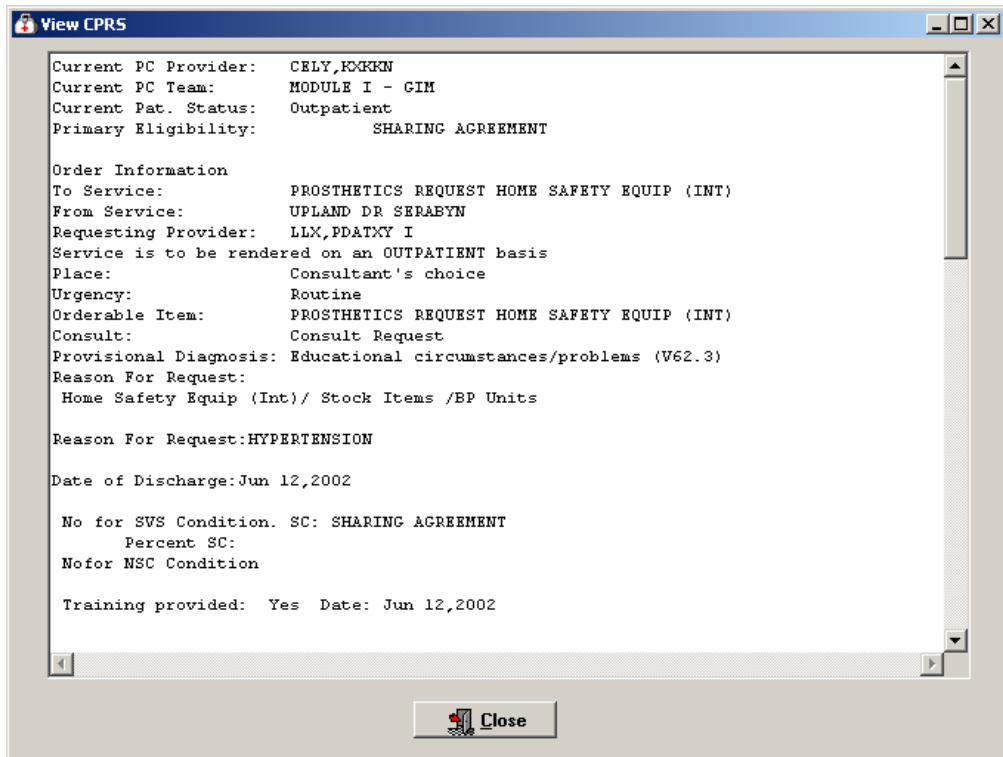 View CPRS
Current PC Provider: CELY,KXKKN
Current PC Team: MODULE I - GIM
Current Pat. Status: Outpatient
Primary Eligibility: SHARING AGREEMENT
Order Information
To Service: PROSTHETICS REQUEST HOME SAFETY EQUIP (INT)
From Service: UPLAND DR SERABYN
Requesting Provider: LLX,PDATXY I
Service is to be rendered on an OUTPATIENT basis
Place: Consultant's choice
Urgency: Routine
Orderable Item: PROSTHETICS REQUEST HOME SAFETY EQUIP (INT)
Consult: Consult Request
Provisional Diagnosis: Educational circumstances/problems (V62.3)
Reason For Request:
Home Safety Equip (Int)/ Stock Items /BP Units
Reason For Request:HYPERTENSION
Date of Discharge:Jun 12,2002
No for SVS Condition. SC: SHARING AGREEMENT
Percent SC:
Nofor NSC Condition
Training provided: Yes Date: Jun 12,2002
Close